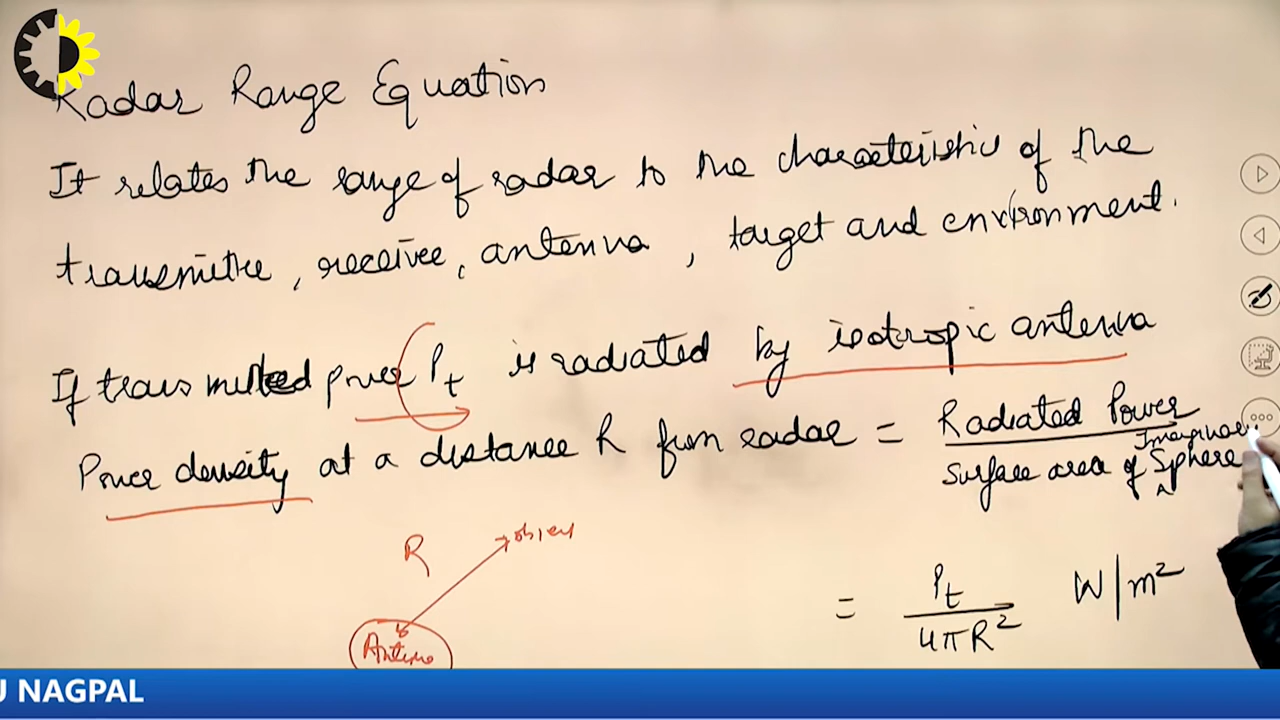 Radar Range Equation
It relates the range of radar to the characteristic of the
transmitter, receiver, antenna, target and environment.
If transmitted power Pt is radiated by isotropic antenna
Power density at a distance R from radar = Radiated Power
Imaginary
Surface area of Sphere
R
object
= Pt / 4πR² W/m²
Antenna
U NAGPAL